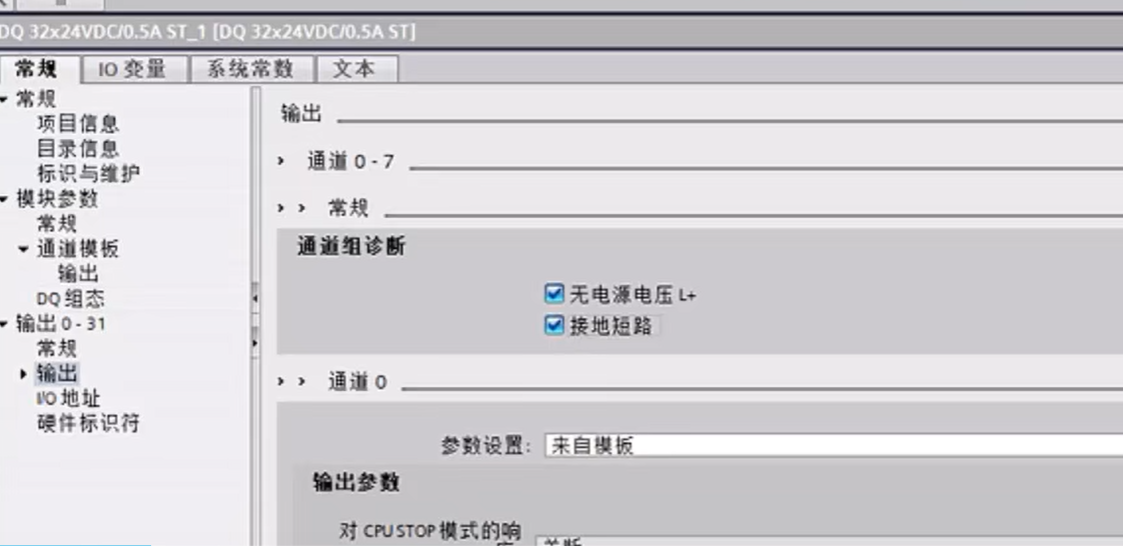 DQ 32x24VDC/0.5A ST_1 [DQ 32x24VDC/0.5A ST]
常规 IO 变量 系统常数 文本
常规
项目信息
目录信息
标识与维护
模块参数
常规
通道模板
输出
DQ 组态
输出 0 - 31
常规
输出
I/O 地址
硬件标识符
输出
通道 0 - 7
常规
通道组诊断
无电源电压 L+
接地短路
通道 0
参数设置: 来自模板
输出参数
对 CPU STOP 模式的响